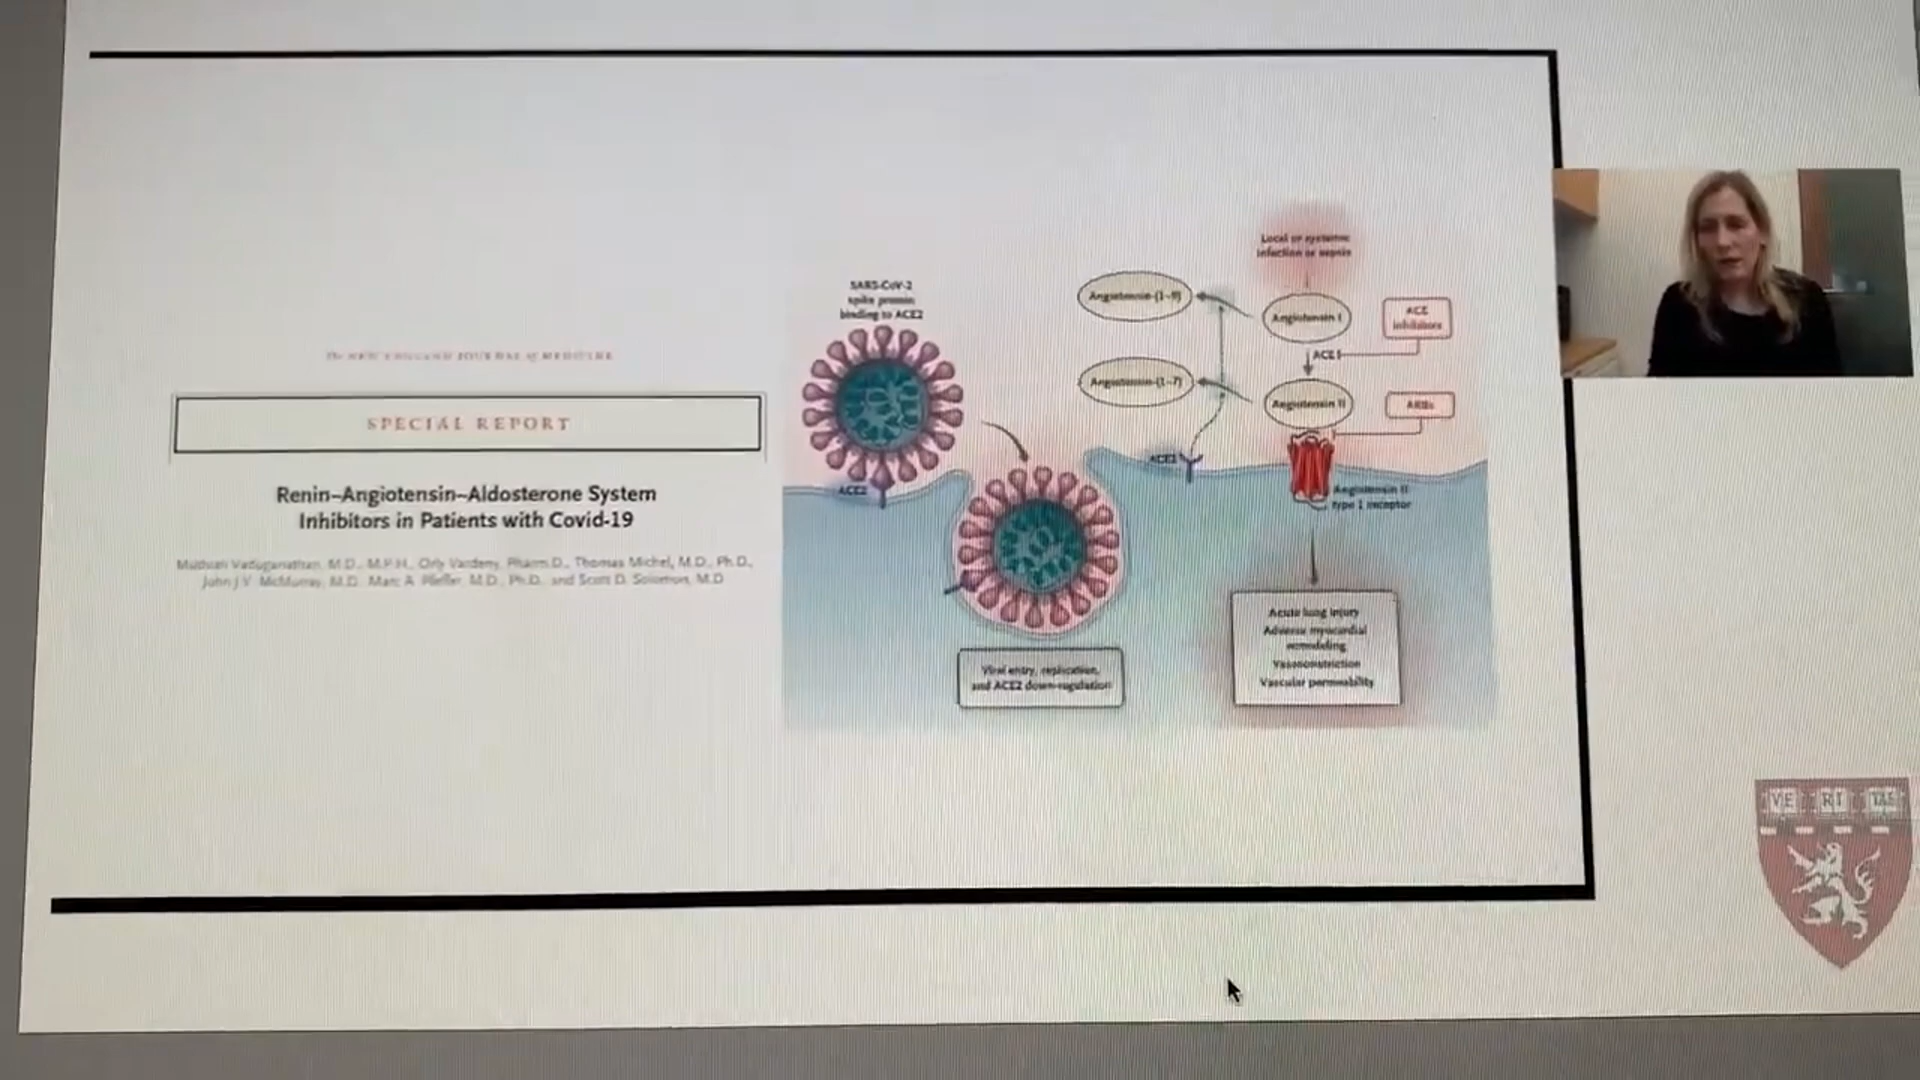 The NEW ENGLAND JOURNAL of MEDICINE
SPECIAL REPORT
Renin–Angiotensin–Aldosterone System
Inhibitors in Patients with Covid-19
Muthiah Vaduganathan, M.D., M.P.H., Orly Vardeny, Pharm.D., Thomas Michel, M.D., Ph.D.,
John J.V. McMurray, M.D., Marc A. Pfeffer, M.D., Ph.D., and Scott D. Solomon, M.D.
SARS-CoV-2
spike protein
binding to ACE2
ACE2
Viral entry, replication,
and ACE2 down-regulation
Local or systemic
infection or sepsis
Angiotensin-(1–9)
Angiotensin I
ACE
inhibitors
ACE
Angiotensin-(1–7)
Angiotensin II
ARBs
ACE2
Angiotensin II
type 1 receptor
Acute lung injury
Adverse myocardial
remodeling
Vasoconstriction
Vascular permeability
VE RI TAS